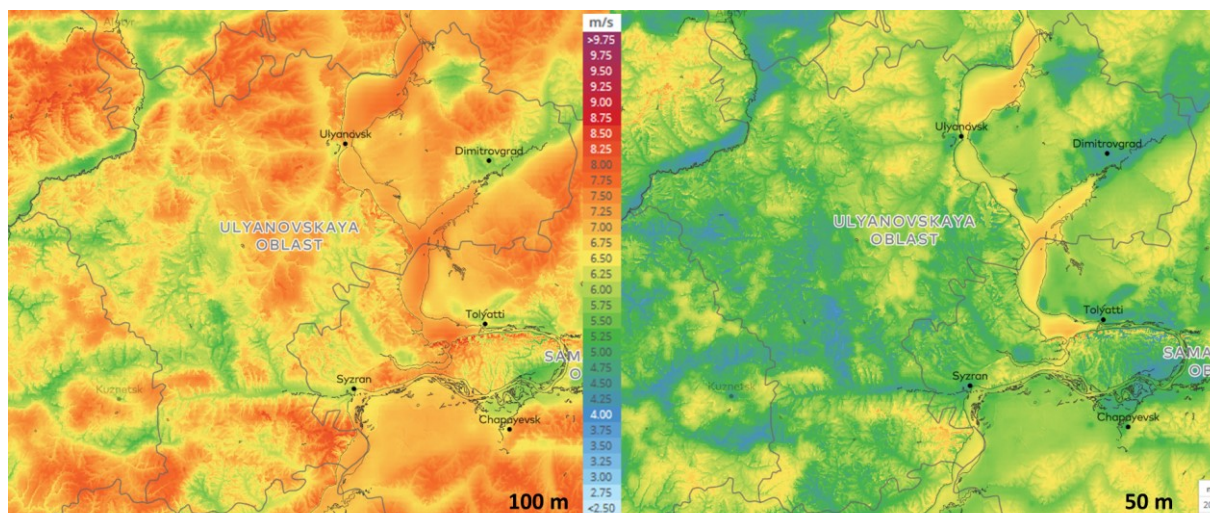 Ulyanovsk
Dimitrovgrad
ULYANOVSKAYA
OBLAST
Tolyatti
SAM
O
Kuznetsk
Syzran
Chapayevsk
100 m
m/s
>9.75
9.75
9.50
9.25
9.00
8.75
8.50
8.25
8.00
7.75
7.50
7.25
7.00
6.75
6.50
6.25
6.00
5.75
5.50
5.25
5.00
4.75
4.50
4.25
4.00
3.75
3.50
3.25
3.00
2.75
<2.50
Ulyanovsk
Dimitrovgrad
ULYANOVSKAYA
OBLAST
Tolyatti
SAMA
OB
Kuznetsk
Syzran
Chapayevsk
50 m
20